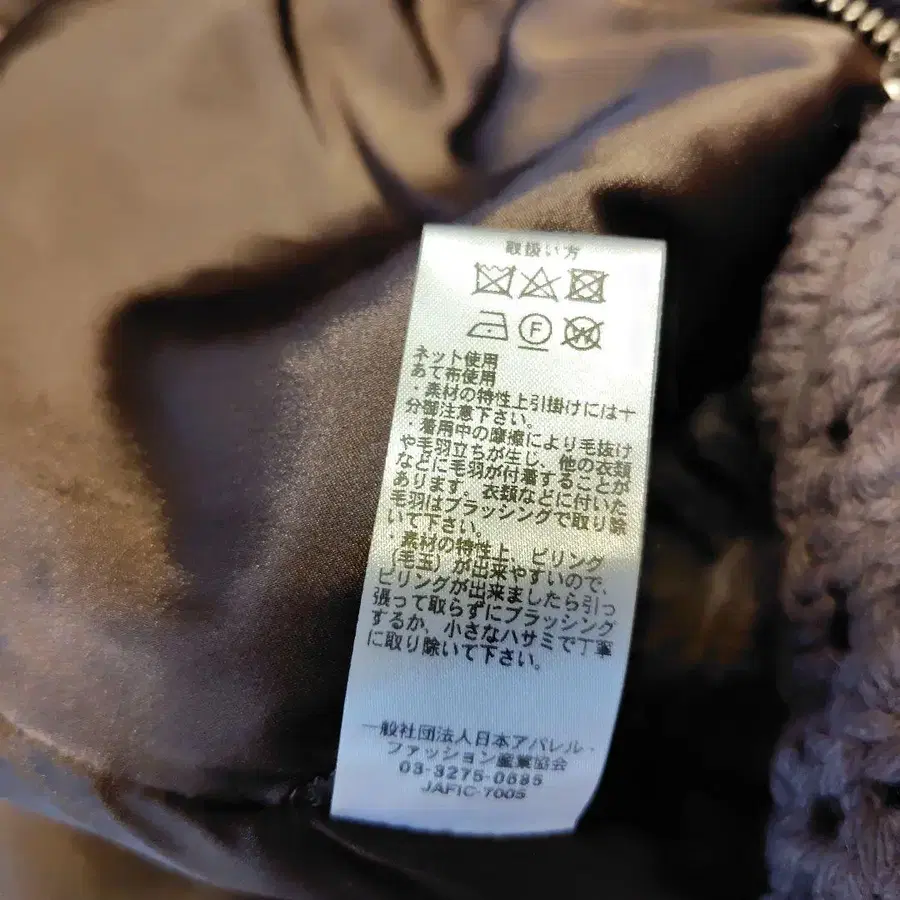 取扱い方
F
W
ネット使用
あて布使用
・素材の特性上引掛けには十
分御注意下さい。
・着用中の摩擦により毛抜け
や毛羽立ちが生じ、他の衣類
などに毛羽が付着することが
あります。衣類などに付いた
毛羽はブラッシングで取り除
いて下さい。
・素材の特性上、ピリング
(毛玉)が出来やすいので、
ピリングが出来ましたら引っ
張って取らずにブラッシング
するか、小さなハサミで丁寧
に取り除いて下さい。
一般社団法人日本アパレル・
ファッション産業協会
03-3275-0685
JAFIC-7005